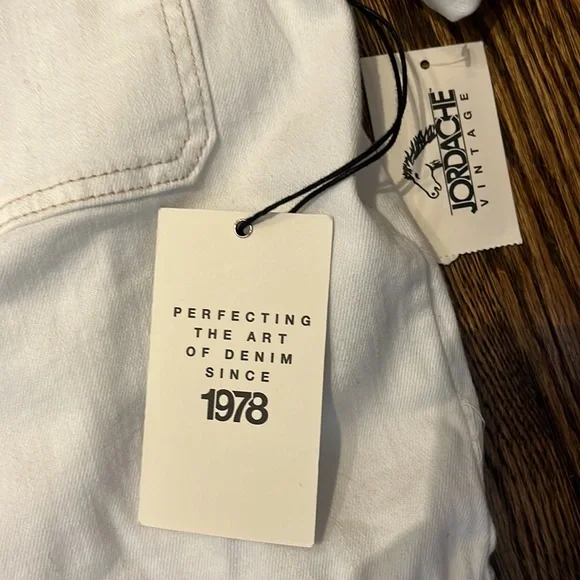 PERFECTING
THE ART
OF DENIM
SINCE
1978
JORDACHE
VINTAGE